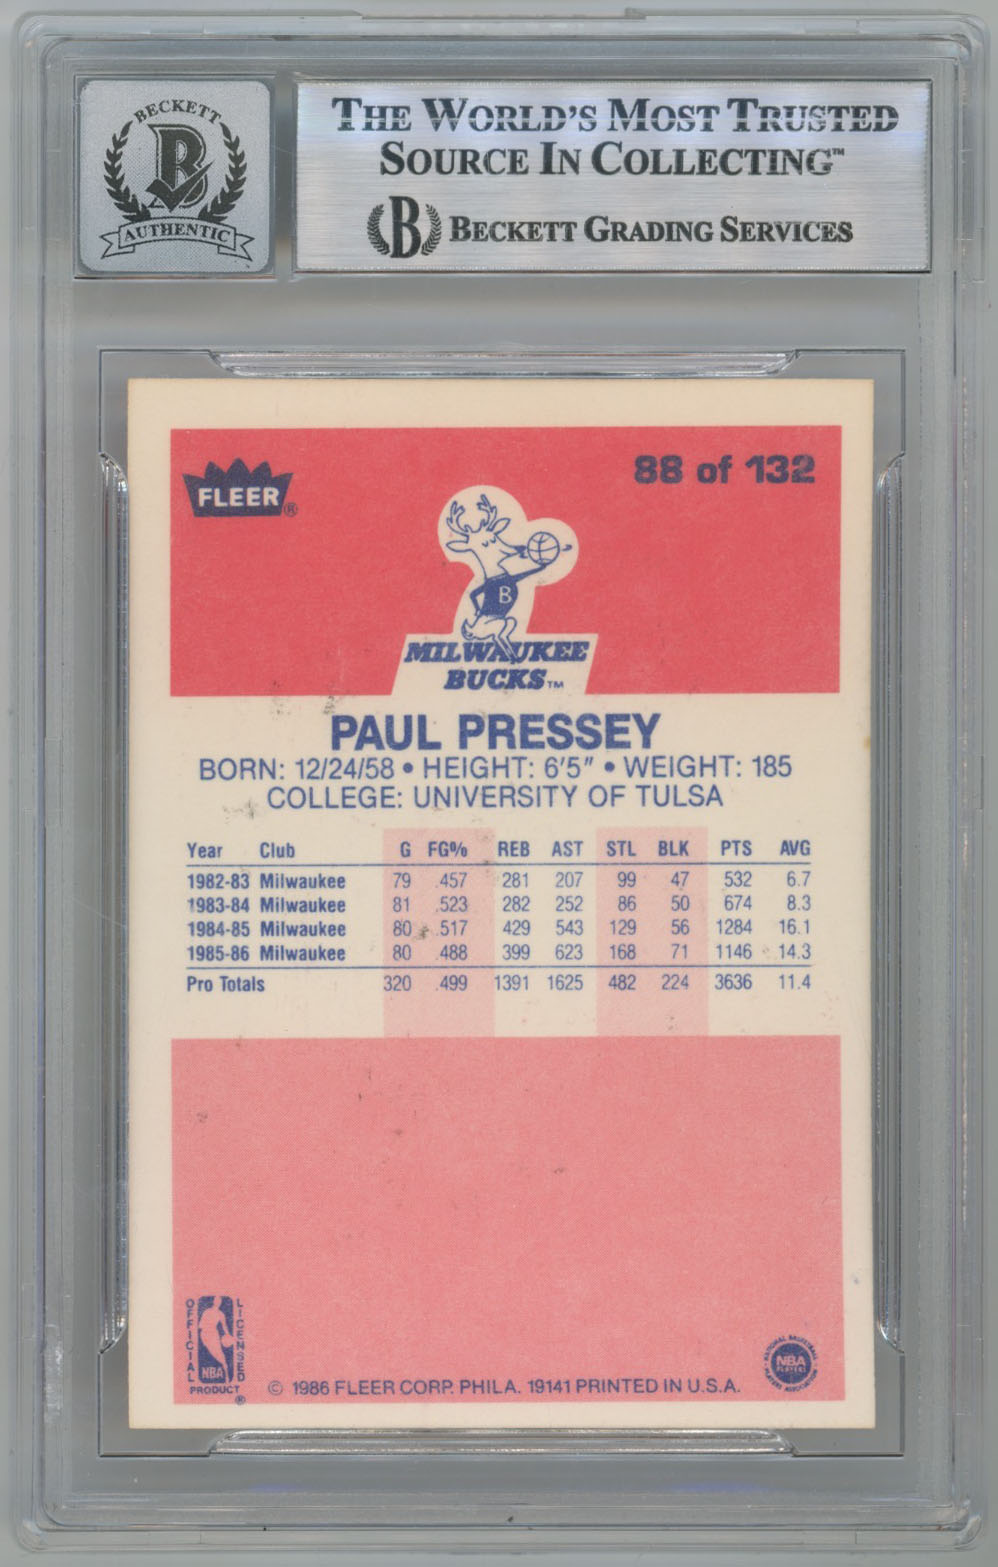 BECKETT
B
AUTHENTIC
THE WORLD'S MOST TRUSTED
SOURCE IN COLLECTING™
B BECKETT GRADING SERVICES
FLEER®
88 of 132
B
MILWAUKEE
BUCKS™
PAUL PRESSEY
BORN: 12/24/58 • HEIGHT: 6'5" • WEIGHT: 185
COLLEGE: UNIVERSITY OF TULSA
Year Club G FG% REB AST STL BLK PTS AVG
1982-83 Milwaukee 79 .457 281 207 99 47 532 6.7
1983-84 Milwaukee 81 .523 282 252 86 50 674 8.3
1984-85 Milwaukee 80 .517 429 543 129 56 1284 16.1
1985-86 Milwaukee 80 .488 399 623 168 71 1146 14.3
Pro Totals 320 .499 1391 1625 482 224 3636 11.4
OFFICIAL
LICENSED
NBA
PRODUCT®
© 1986 FLEER CORP. PHILA. 19141 PRINTED IN U.S.A.
NATIONAL BASKETBALL
NBA
PLAYERS
PLAYERS ASSOCIATION